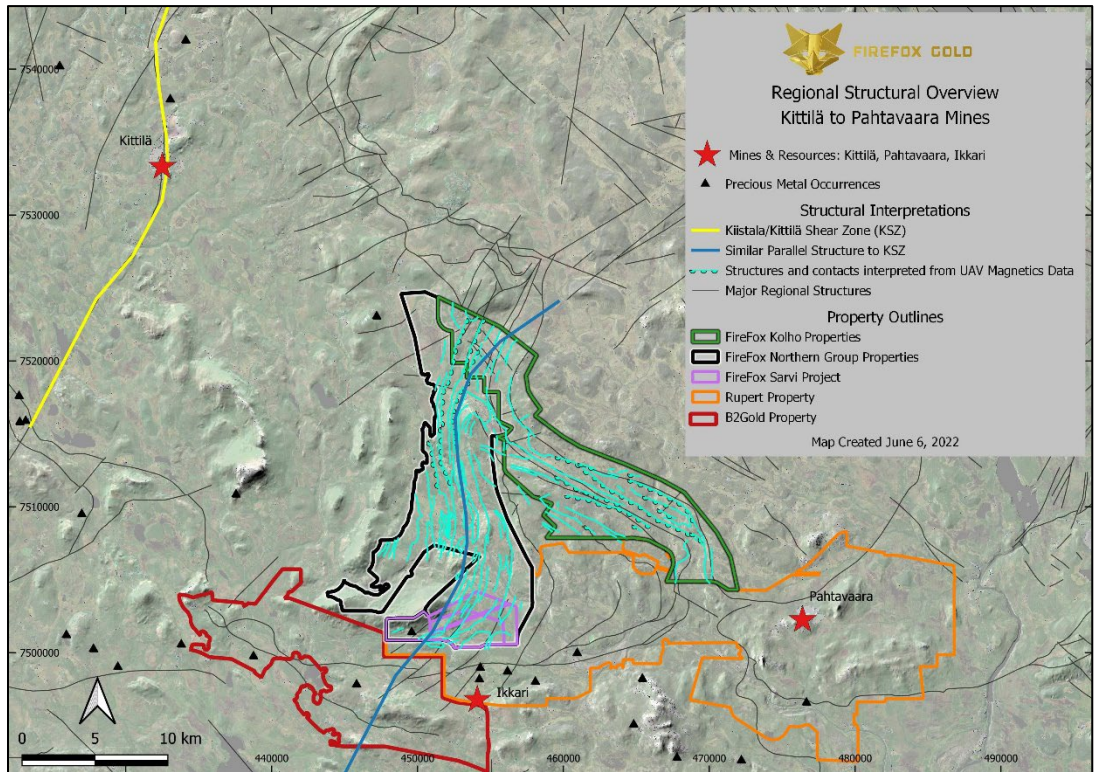 FIREFOX GOLD
Regional Structural Overview
Kittilä to Pahtavaara Mines
Mines & Resources: Kittilä, Pahtavaara, Ikkari
Precious Metal Occurrences
Structural Interpretations
Kiistala/Kittilä Shear Zone (KSZ)
Similar Parallel Structure to KSZ
Structures and contacts interpreted from UAV Magnetics Data
Major Regional Structures
Property Outlines
FireFox Kolho Properties
FireFox Northern Group Properties
FireFox Sarvi Project
Rupert Property
B2Gold Property
Map Created June 6, 2022
7540000
Kittilä
7530000
7520000
7510000
Pahtavaara
7500000
Ikkari
0 5 10 km
440000 450000 460000 470000 480000 490000